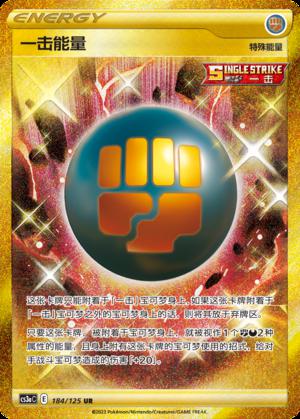 ENERGY
一击能量
特殊能量
SINGLE STRIKE
一击
这张卡牌只能附着于「一击」宝可梦身上,如果这张卡牌附着
于「一击」宝可梦之外的宝可梦身上的话,则将其放于弃牌区。
只要这张卡牌,被附着于宝可梦身上,就被视作1个2种
类型的能量,身上附有这张卡牌的宝可梦使用的招式,给对
手战斗宝可梦造成的伤害「+20」。
CS3aC E 184/125 UR
©2023 Pokémon/Nintendo/Creatures/GAME FREAK.